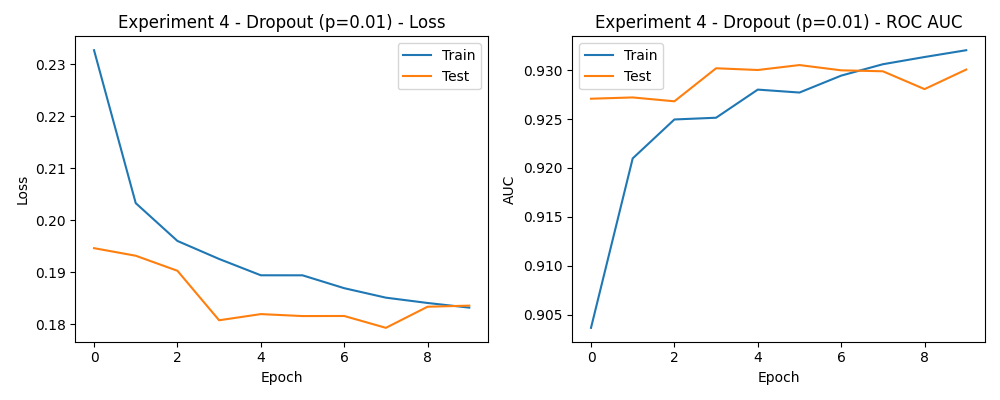 Experiment 4 - Dropout (p=0.01) - Loss
Train
Test
0.23
0.22
0.21
0.20
0.19
0.18
Loss
0
2
4
6
8
Epoch
Experiment 4 - Dropout (p=0.01) - ROC AUC
Train
Test
0.930
0.925
0.920
0.915
0.910
0.905
AUC
0
2
4
6
8
Epoch